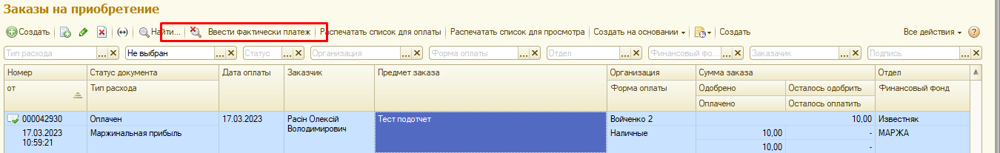 Заказы на приобретение
Создать Найти... Ввести фактически платеж Распечатать список для оплаты Распечатать список для просмотра Создать на основании Создать Все действия
Тип расхода ... Не выбран ... Статус ... Организация ... Форма оплаты ... Отдел ... Финансовый фо... ... Заказачик ... Подпись ...
Номер Статус документа Дата оплаты Заказчик Предмет заказа Организация Сумма заказа Отдел
от Тип расхода Форма оплаты Одобрено Осталось одобрить Финансовый фонд
Оплачено Осталось оплатить
000042930 Оплачен 17.03.2023 Расін Олексій Тест подотчет Войченко 2 10,00 Известняк
Володимирович
17.03.2023 Маржинальная прибыль Наличные 10,00 - МАРЖА
10:59:21
10,00 -